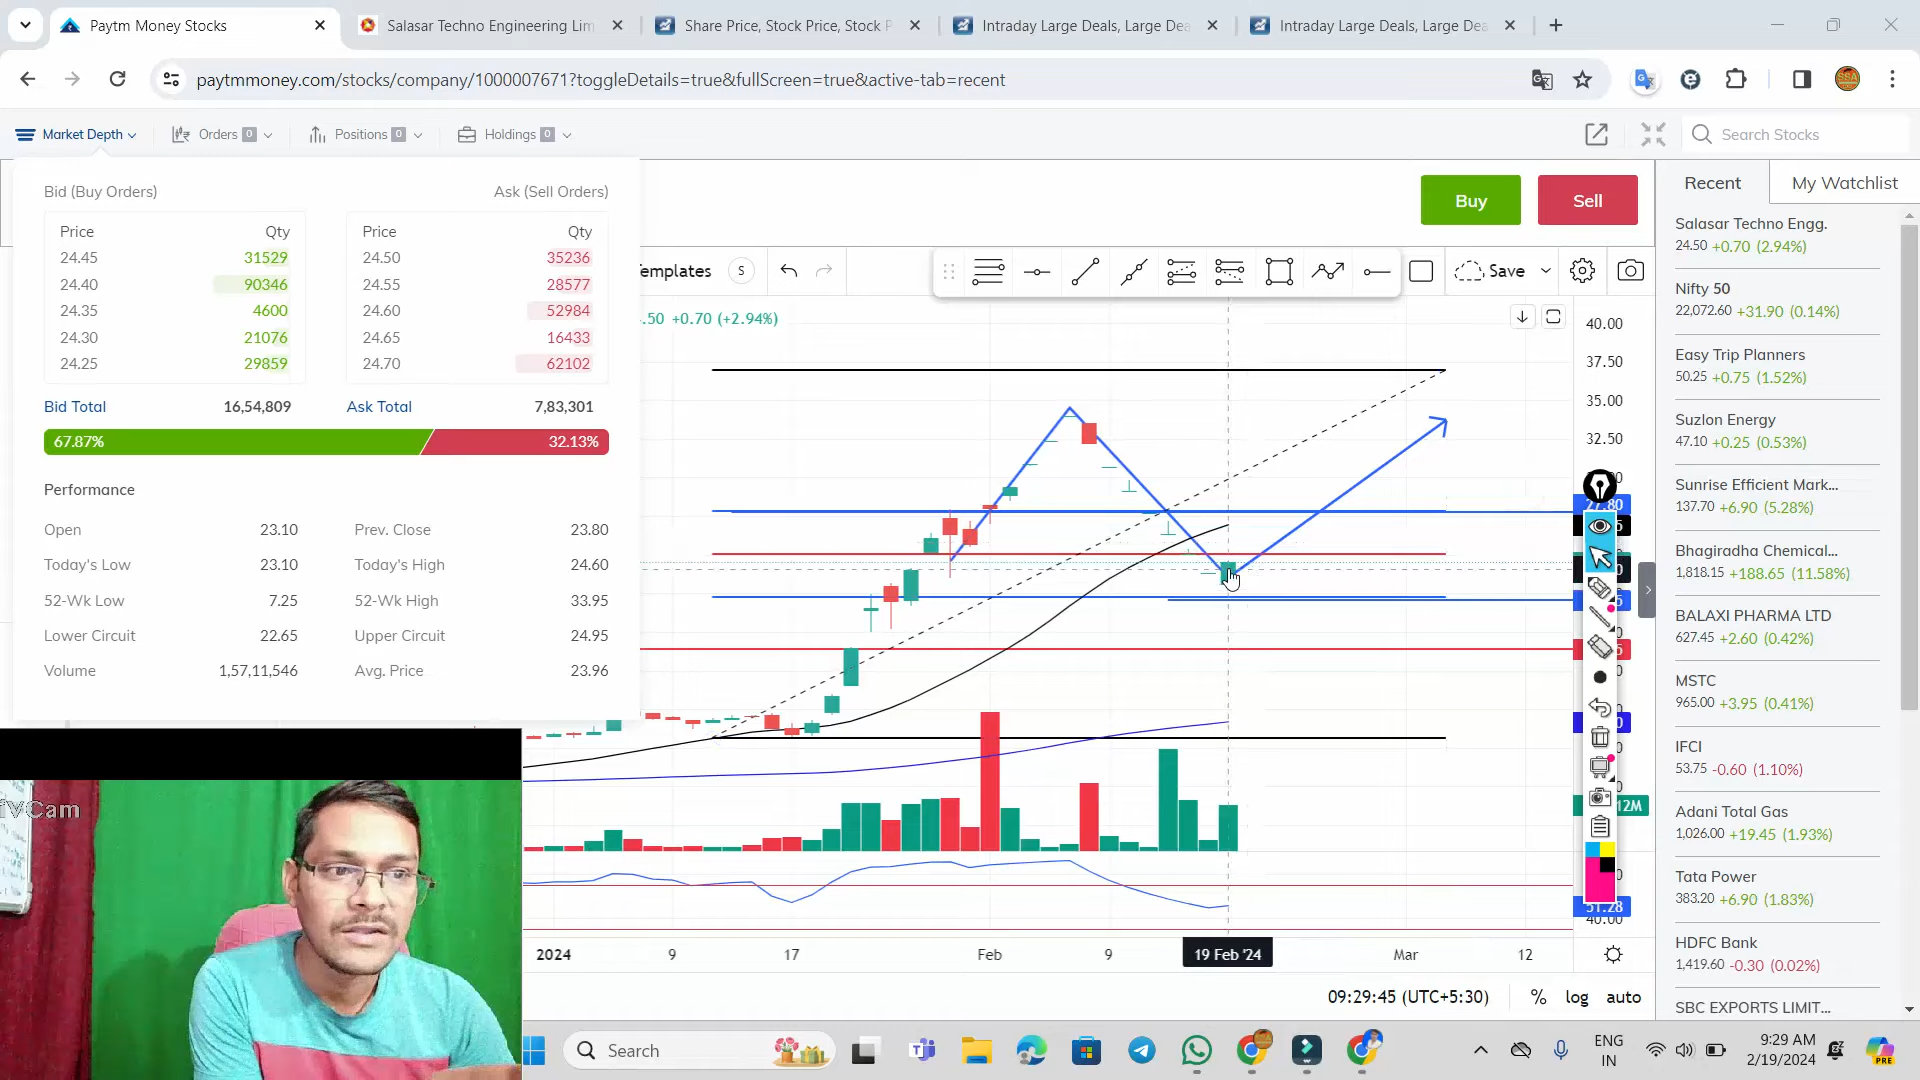 Paytm Money Stocks
Salasar Techno Engineering Lim
Share Price, Stock Price, Stock P
Intraday Large Deals, Large De
Intraday Large Deals, Large Dea
paytmmoney.com/stocks/company/1000007671?toggleDetails=true&fullScreen=true&active-tab=recent
Market Depth
Orders 0
Positions 0
Holdings 0
Search Stocks
Bid (Buy Orders)
Ask (Sell Orders)
Price Qty
Price Qty
24.45 31529
24.50 35236
24.40 90346
24.55 28577
24.35 4600
24.60 52984
24.30 21076
24.65 16433
24.25 29859
24.70 62102
Bid Total 16,54,809
Ask Total 7,83,301
67.87%
32.13%
Performance
Open 23.10
Prev. Close 23.80
Today's Low 23.10
Today's High 24.60
52-Wk Low 7.25
52-Wk High 33.95
Lower Circuit 22.65
Upper Circuit 24.95
Volume 1,57,11,546
Avg. Price 23.96
Buy
Sell
emplates
S
Save
.50 +0.70 (+2.94%)
40.00
37.50
35.00
32.50
27.80
12M
51.28
40.00
2024
9
17
Feb
9
19 Feb '24
Mar
12
09:29:45 (UTC+5:30)
%
log
auto
Recent
My Watchlist
Salasar Techno Engg.
24.50 +0.70 (2.94%)
Nifty 50
22,072.60 +31.90 (0.14%)
Easy Trip Planners
50.25 +0.75 (1.52%)
Suzlon Energy
47.10 +0.25 (0.53%)
Sunrise Efficient Mark...
137.70 +6.90 (5.28%)
Bhagiradha Chemical...
1,818.15 +188.65 (11.58%)
BALAXI PHARMA LTD
627.45 +2.60 (0.42%)
MSTC
965.00 +3.95 (0.41%)
IFCI
53.75 -0.60 (1.10%)
Adani Total Gas
1,026.00 +19.45 (1.93%)
Tata Power
383.20 +6.90 (1.83%)
HDFC Bank
1,419.60 -0.30 (0.02%)
SBC EXPORTS LIMIT...
VCam
Search
ENG
IN
9:29 AM
2/19/2024
PRE